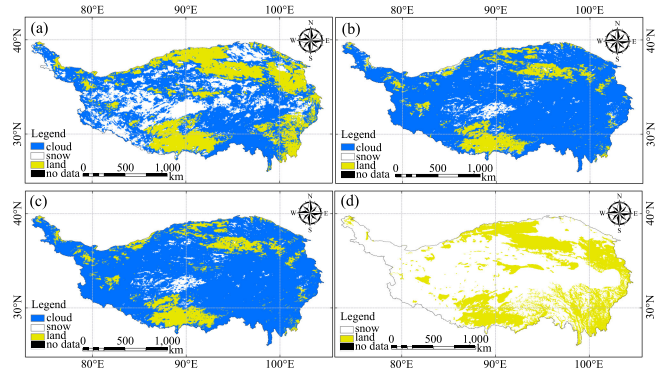 80°E 90°E 100°E 80°E 90°E 100°E
(a) N W E S (b) N W E S
40°N 30°N 40°N 30°N
Legend
cloud
snow
land
no data
0 500 1,000
km
Legend
cloud
snow
land
no data
0 500 1,000
km
(c) N W E S (d) N W E S
40°N 30°N 40°N 30°N
Legend
cloud
snow
land
no data
0 500 1,000
km
Legend
snow
land
no data
0 500 1,000
km
80°E 90°E 100°E 80°E 90°E 100°E